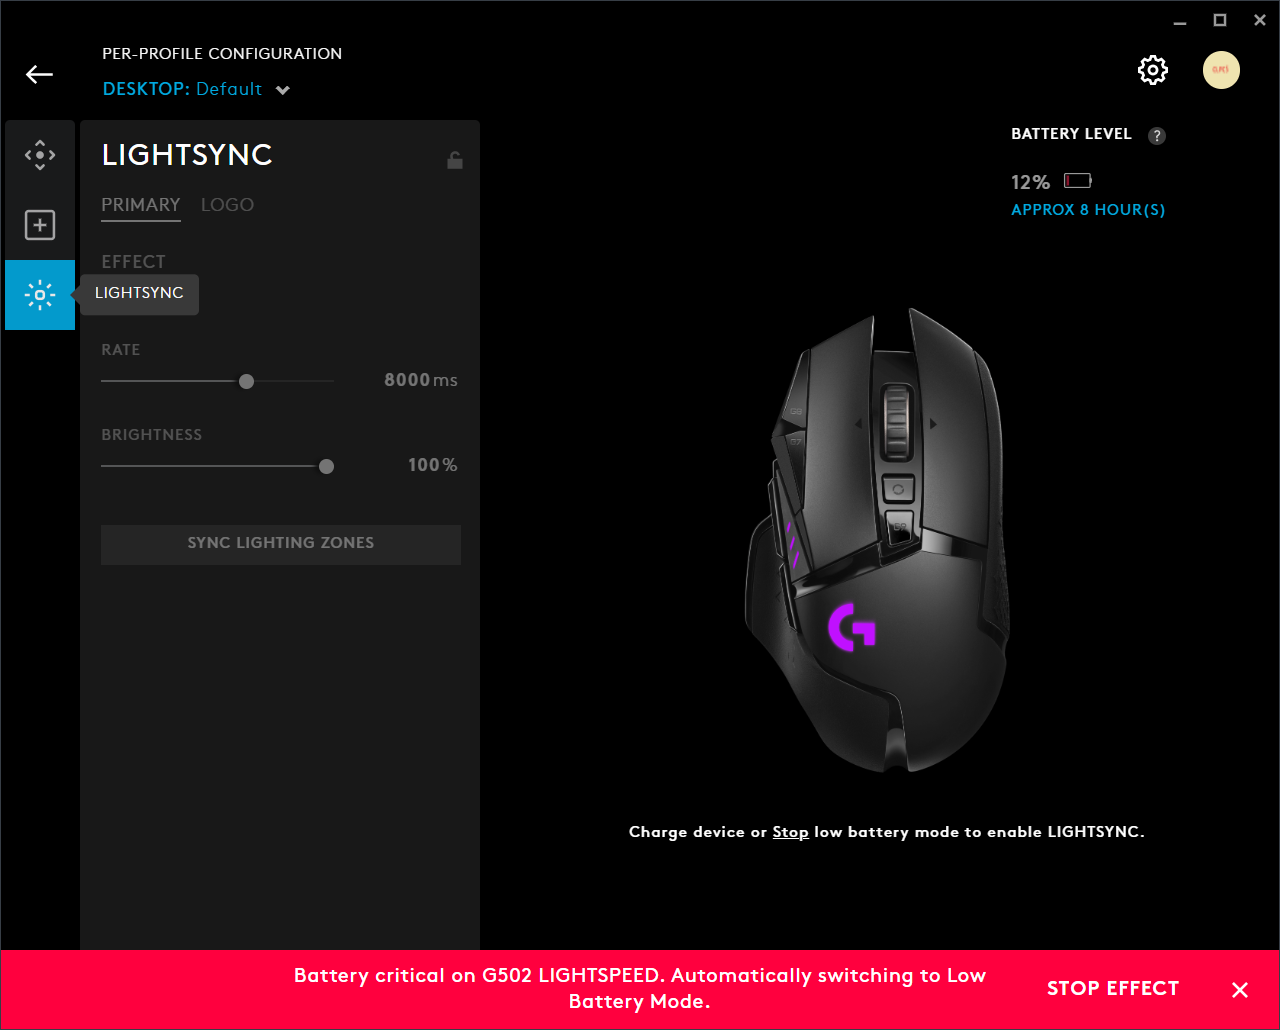 PER-PROFILE CONFIGURATION
DESKTOP: Default
LIGHTSYNC
PRIMARY LOGO
EFFECT
LIGHTSYNC
RATE
8000 ms
BRIGHTNESS
100 %
SYNC LIGHTING ZONES
BATTERY LEVEL ?
12%
APPROX 8 HOUR(S)
G8
G7
G9
Charge device or Stop low battery mode to enable LIGHTSYNC.
Battery critical on G502 LIGHTSPEED. Automatically switching to Low
Battery Mode.
STOP EFFECT